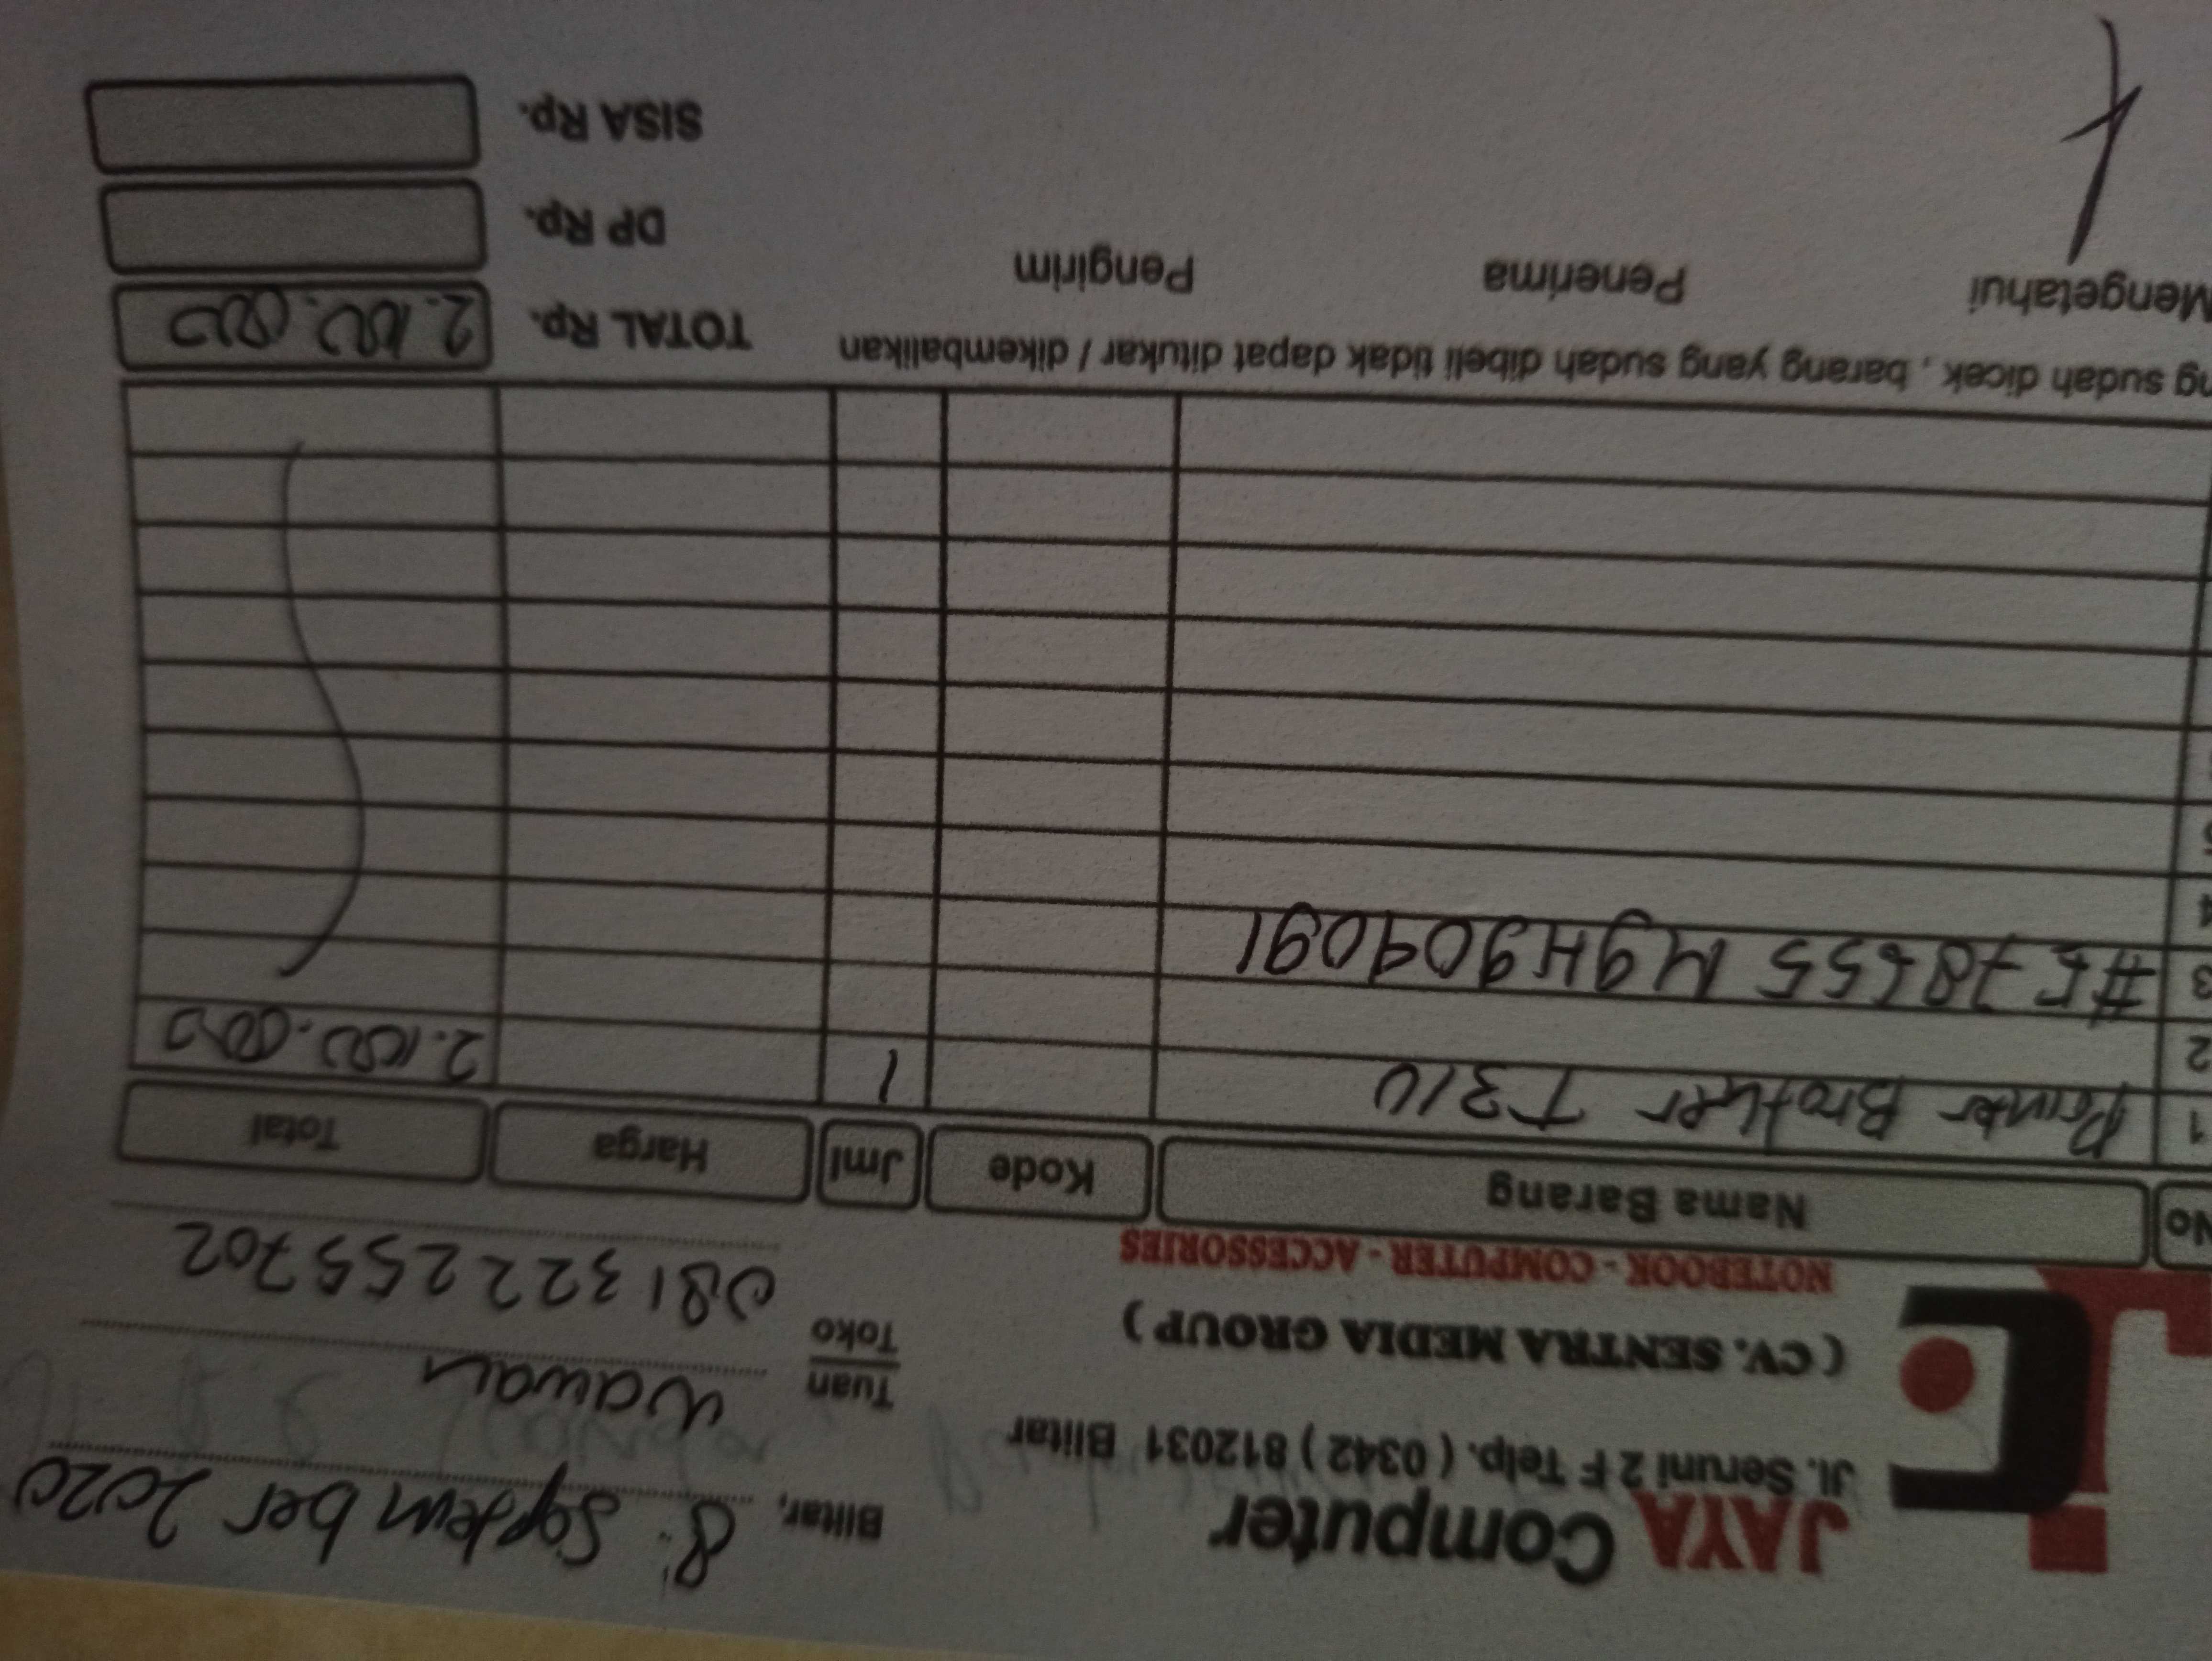 JAYA Computer
Jl. Seruni 2 F Telp. ( 0342 ) 812031 Blitar
( CV. SENTRA MEDIA GROUP )
NOTEBOOK - COMPUTER - ACCESSORIES
Blitar, 8 September 2020
Tuan Wawan
Toko
081322255702
No Nama Barang Kode Jml Harga Total
1 Printer Brother T310 1 2.100.000
2
3 #E78655 M9H909091
4
5
sudah dicek , barang yang sudah dibeli tidak dapat ditukar / dikembalikan
TOTAL Rp. 2.100.000
Mengetahui Penerima Pengirim
DP Rp.
SISA Rp.